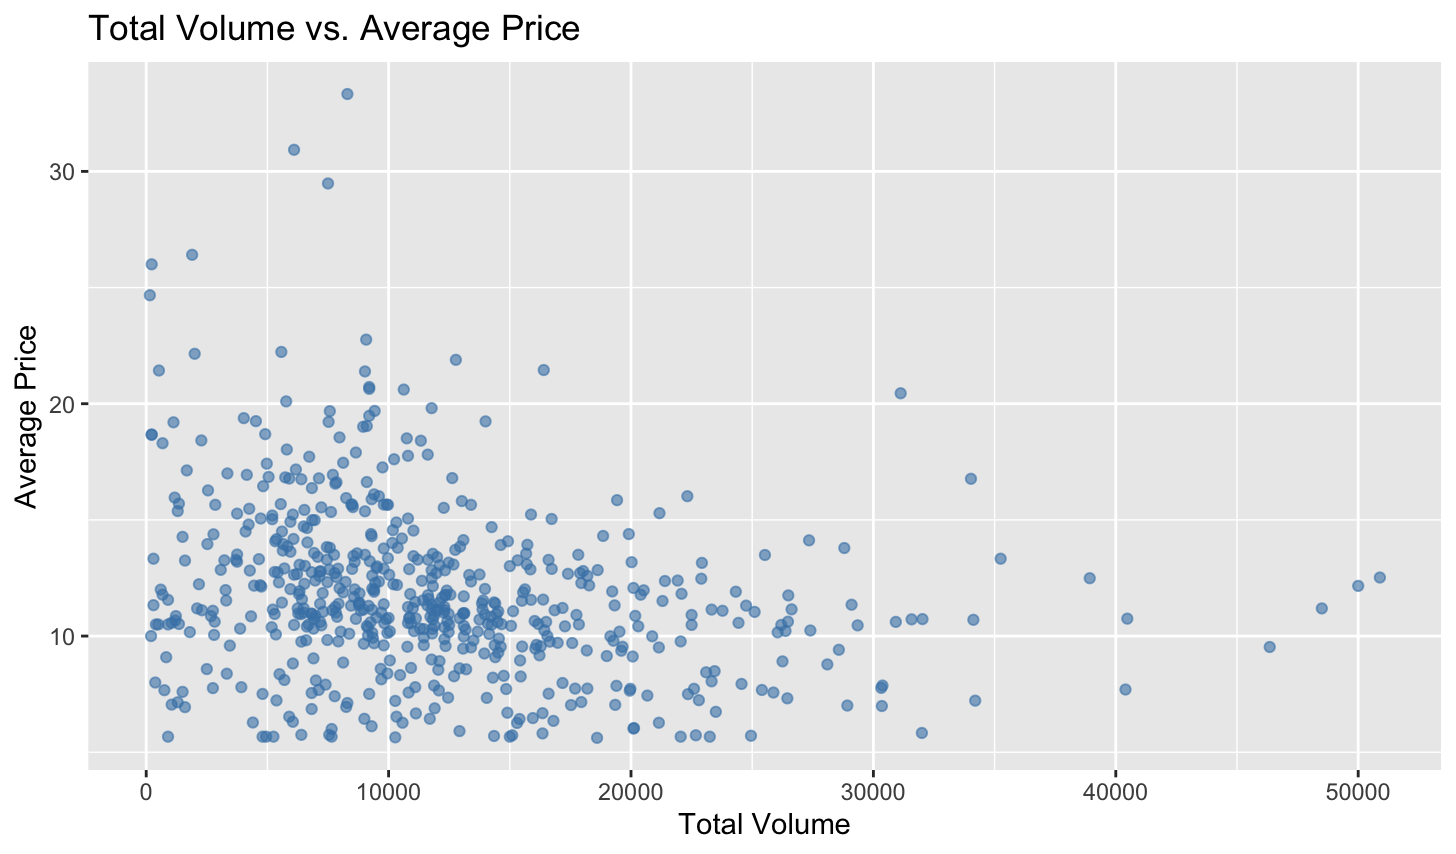 Total Volume vs. Average Price
Average Price
30
20
10
0 10000 20000 30000 40000 50000
Total Volume